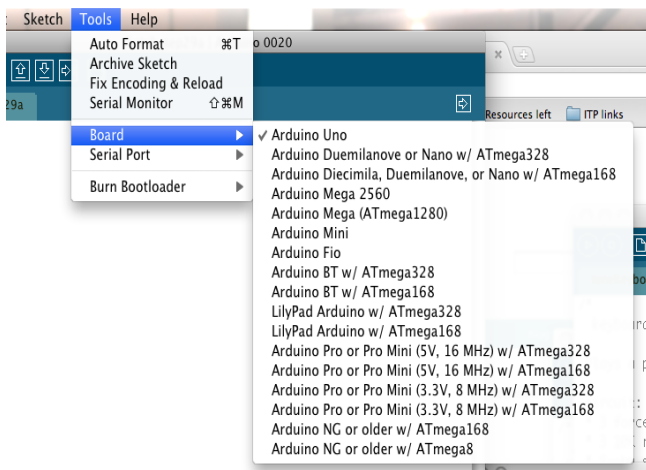 Sketch Tools Help
o 0020
Auto Format ⌘T
Archive Sketch
Fix Encoding & Reload
Serial Monitor ⇧⌘M
29a
Resources left ITP links
Board
Serial Port
Burn Bootloader
✓ Arduino Uno
Arduino Duemilanove or Nano w/ ATmega328
Arduino Diecimila, Duemilanove, or Nano w/ ATmega168
Arduino Mega 2560
Arduino Mega (ATmega1280)
Arduino Mini
Arduino Fio
Arduino BT w/ ATmega328
Arduino BT w/ ATmega168
LilyPad Arduino w/ ATmega328
LilyPad Arduino w/ ATmega168
Arduino Pro or Pro Mini (5V, 16 MHz) w/ ATmega328
Arduino Pro or Pro Mini (5V, 16 MHz) w/ ATmega168
Arduino Pro or Pro Mini (3.3V, 8 MHz) w/ ATmega328
Arduino Pro or Pro Mini (3.3V, 8 MHz) w/ ATmega168
Arduino NG or older w/ ATmega168
Arduino NG or older w/ ATmega8